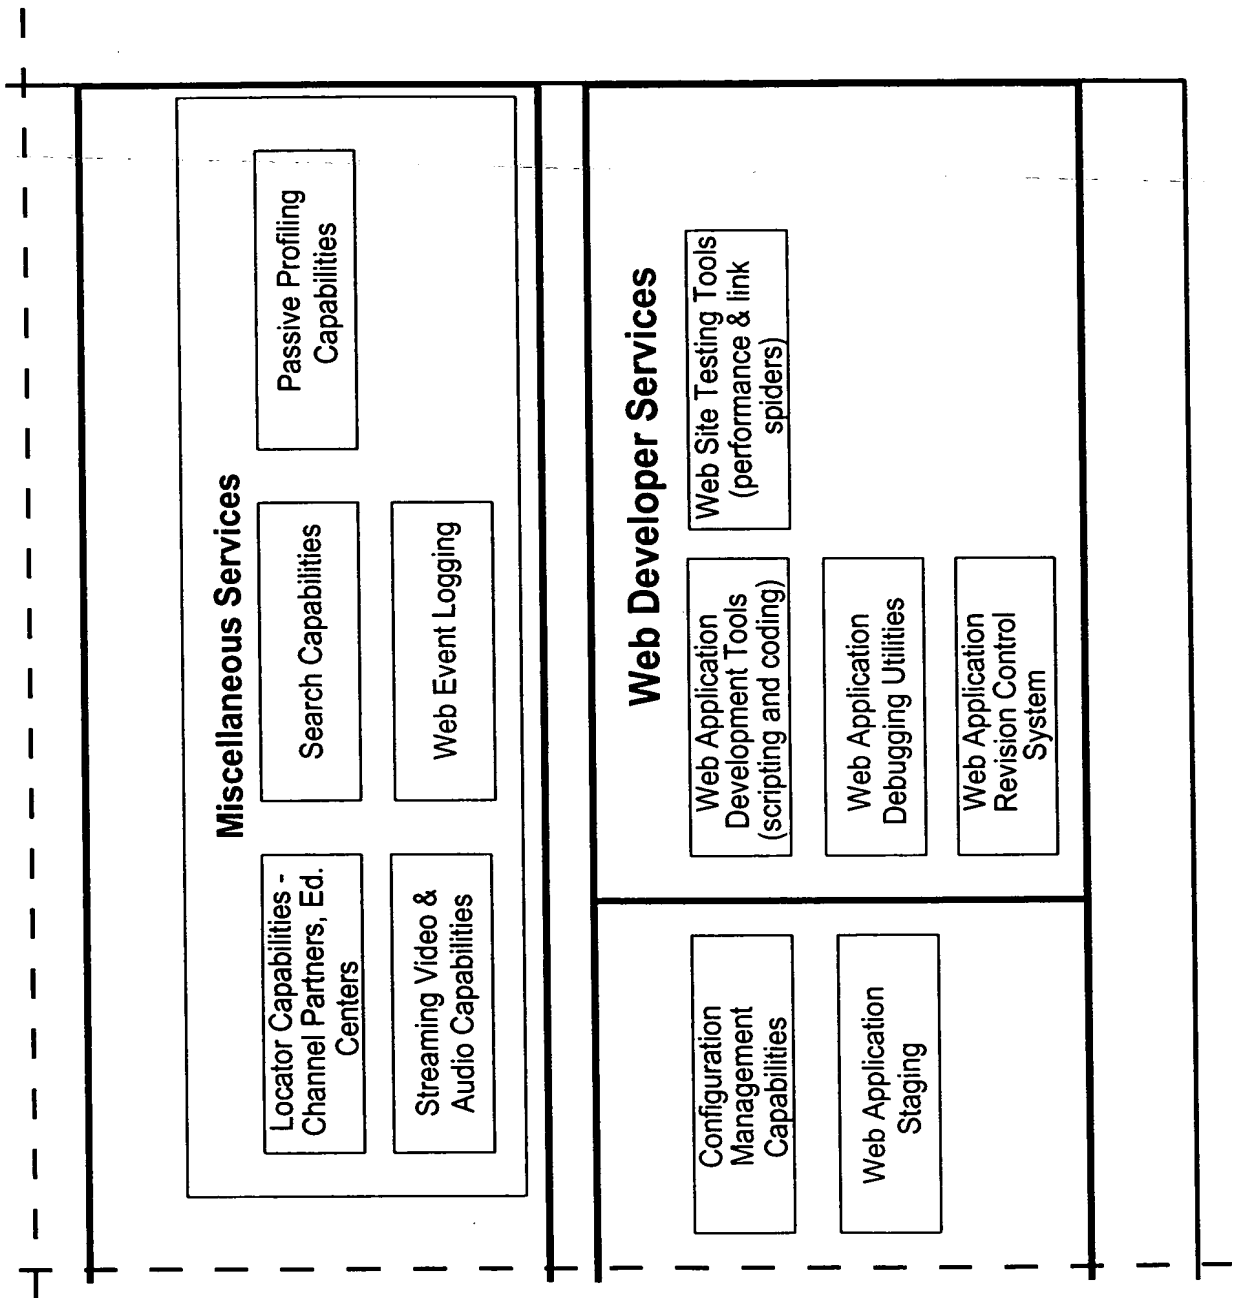 Miscellaneous Services
Locator Capabilities -
Channel Partners, Ed.
Centers
Search Capabilities
Passive Profiling
Capabilities
Streaming Video &
Audio Capabilities
Web Event Logging
Configuration
Management
Capabilities
Web Application
Staging
Web Developer Services
Web Application
Development Tools
(scripting and coding)
Web Site Testing Tools
(performance & link
spiders)
Web Application
Debugging Utilities
Web Application
Revision Control
System